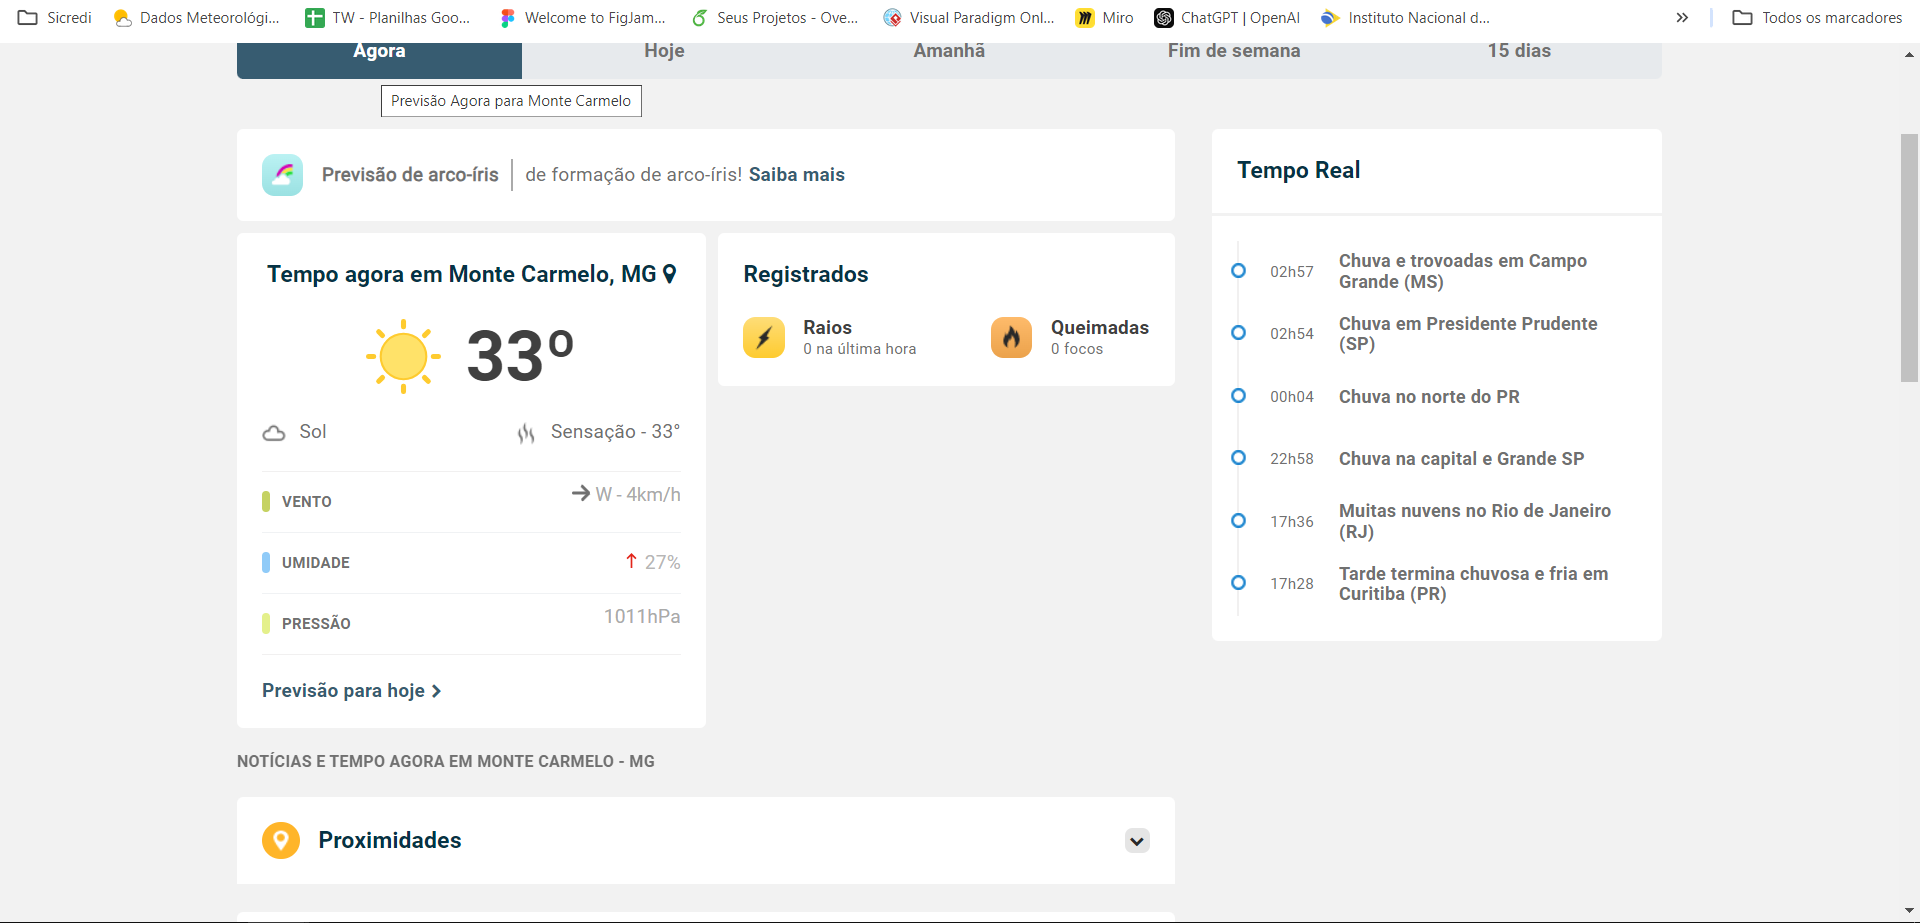 Sicredi
Dados Meteorológi...
TW - Planilhas Goo...
Welcome to FigJam...
Seus Projetos - Ove...
Visual Paradigm Onl...
Miro
ChatGPT | OpenAI
Instituto Nacional d...
Todos os marcadores
Agora
Hoje
Amanhã
Fim de semana
15 dias
Previsão Agora para Monte Carmelo
Previsão de arco-íris
de formação de arco-íris! Saiba mais
Tempo agora em Monte Carmelo, MG
33º
Sol
Sensação - 33°
VENTO
W - 4km/h
UMIDADE
27%
PRESSÃO
1011hPa
Previsão para hoje
Registrados
Raios
0 na última hora
Queimadas
0 focos
Tempo Real
02h57
Chuva e trovoadas em Campo
Grande (MS)
02h54
Chuva em Presidente Prudente
(SP)
00h04
Chuva no norte do PR
22h58
Chuva na capital e Grande SP
17h36
Muitas nuvens no Rio de Janeiro
(RJ)
17h28
Tarde termina chuvosa e fria em
Curitiba (PR)
NOTÍCIAS E TEMPO AGORA EM MONTE CARMELO - MG
Proximidades